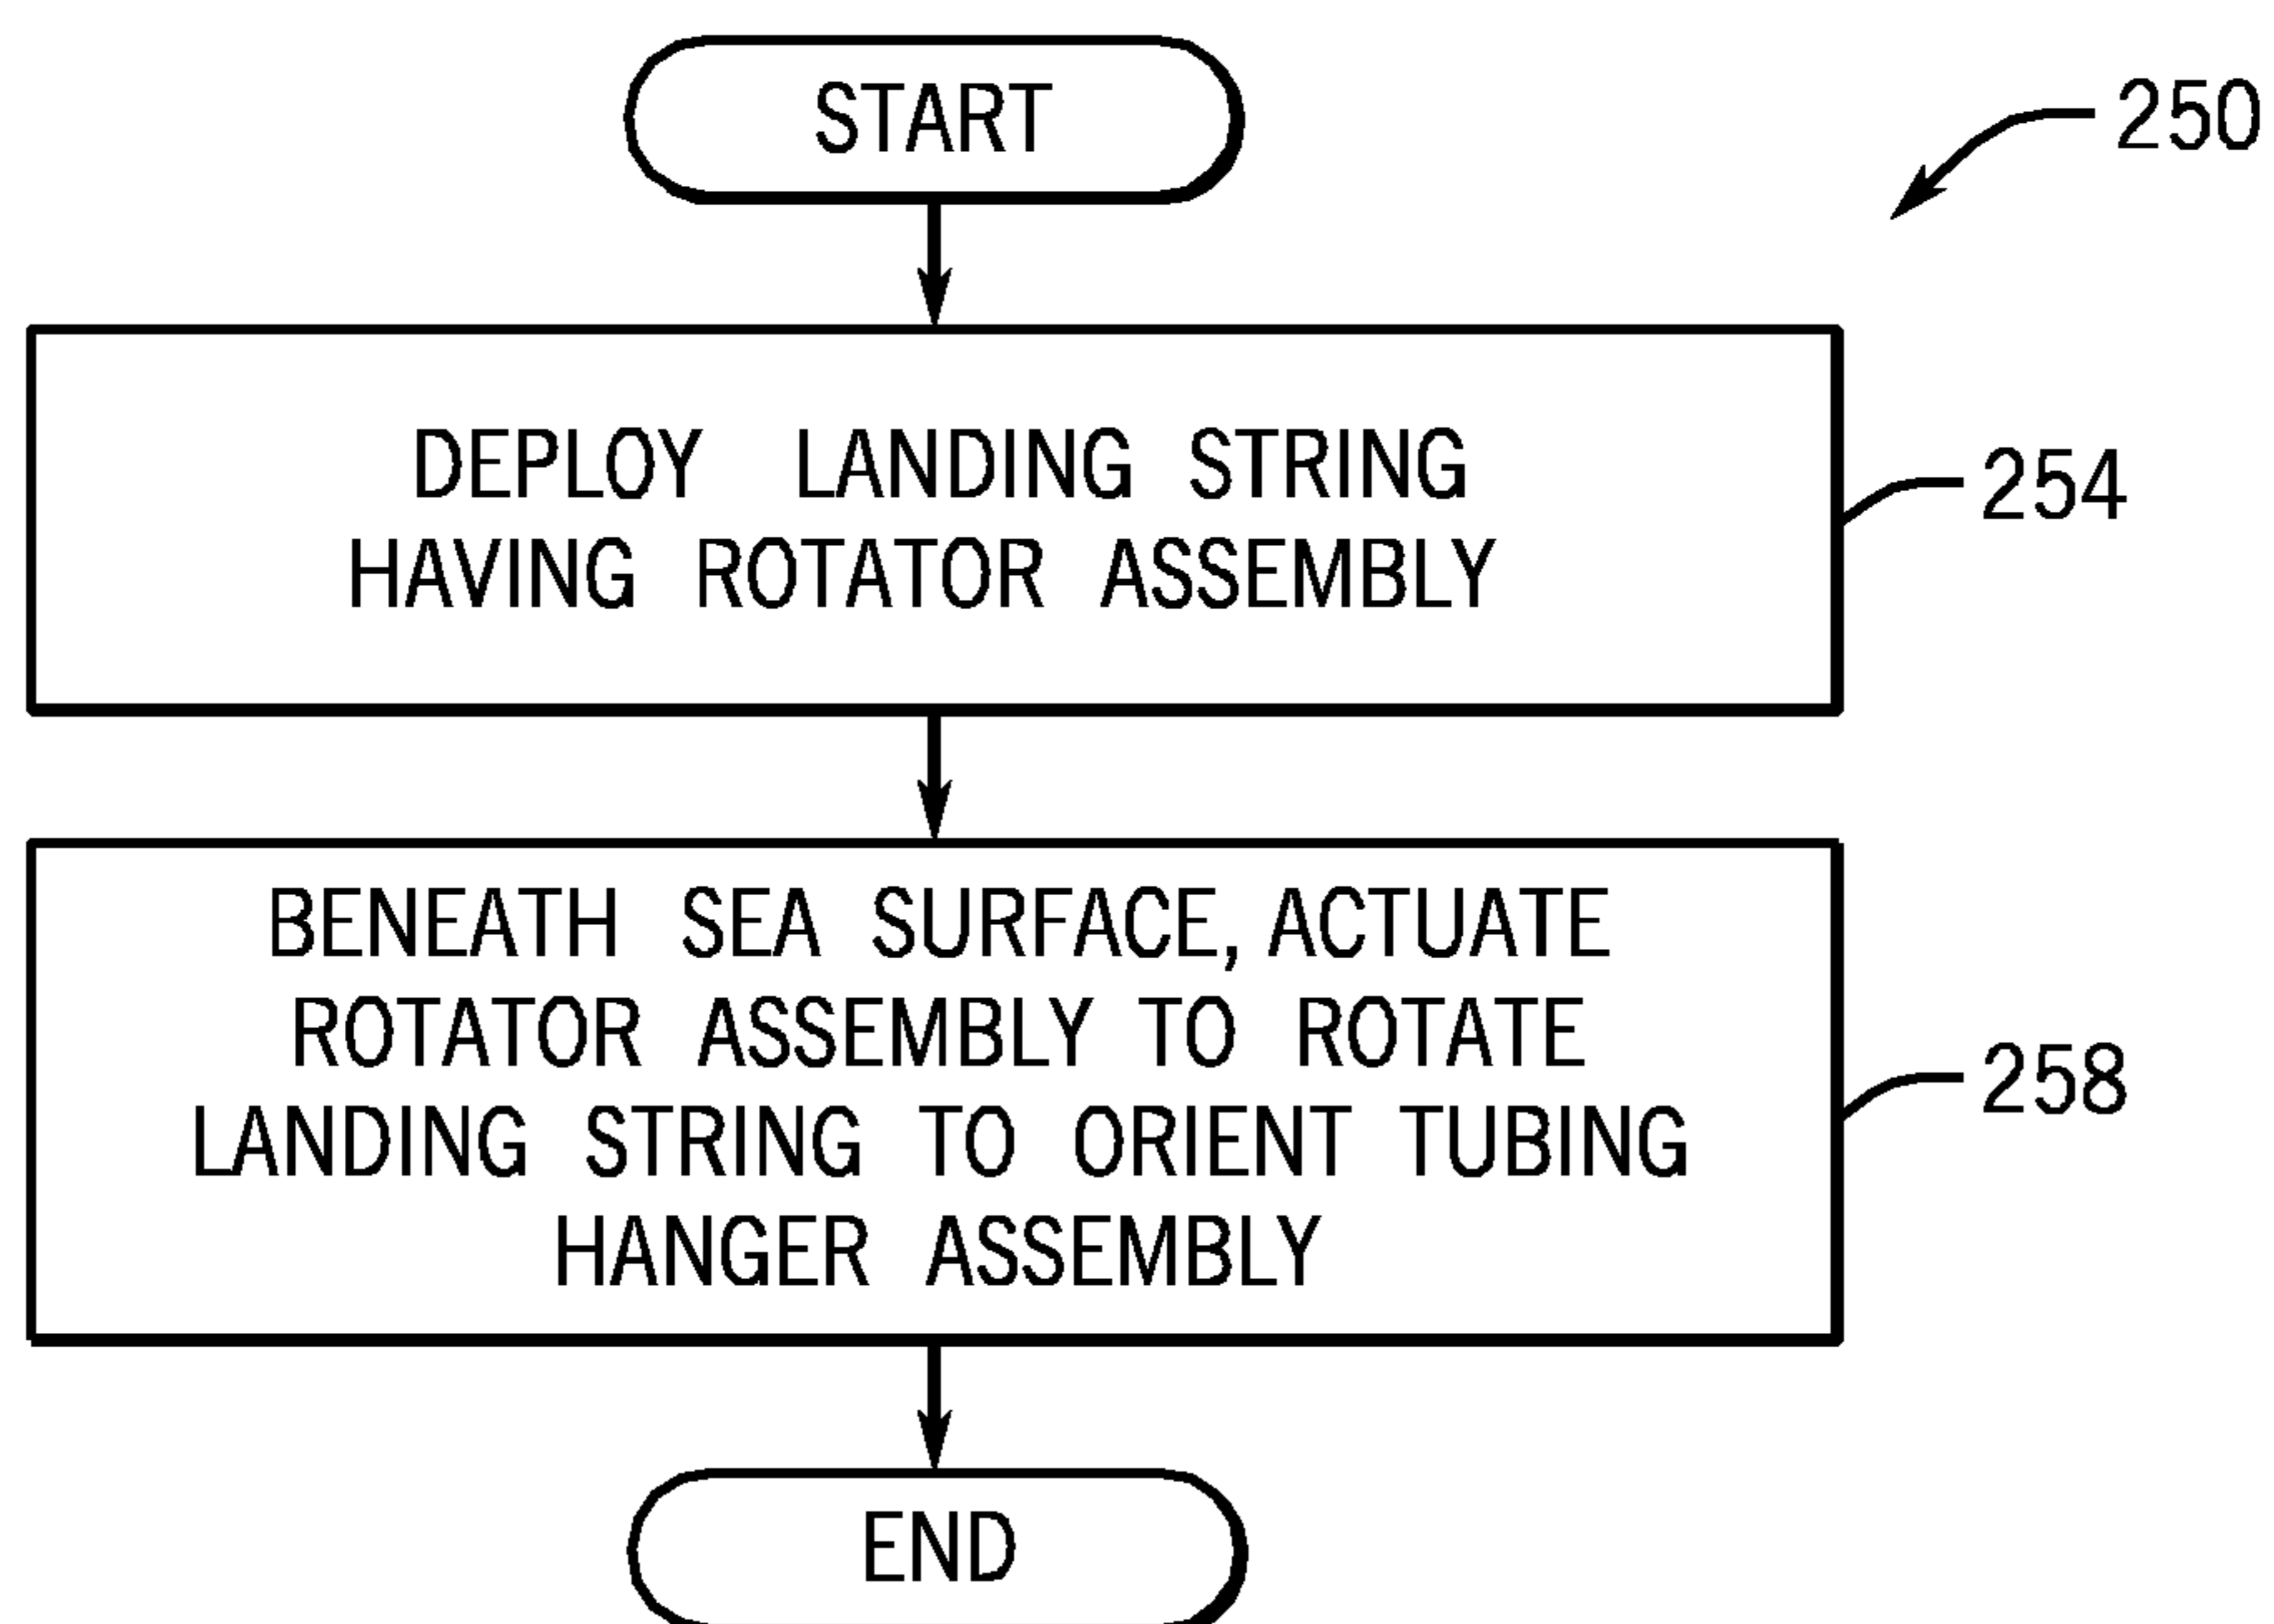 START
250
DEPLOY LANDING STRING
HAVING ROTATOR ASSEMBLY
254
BENEATH SEA SURFACE, ACTUATE
ROTATOR ASSEMBLY TO ROTATE
LANDING STRING TO ORIENT TUBING
HANGER ASSEMBLY
258
END